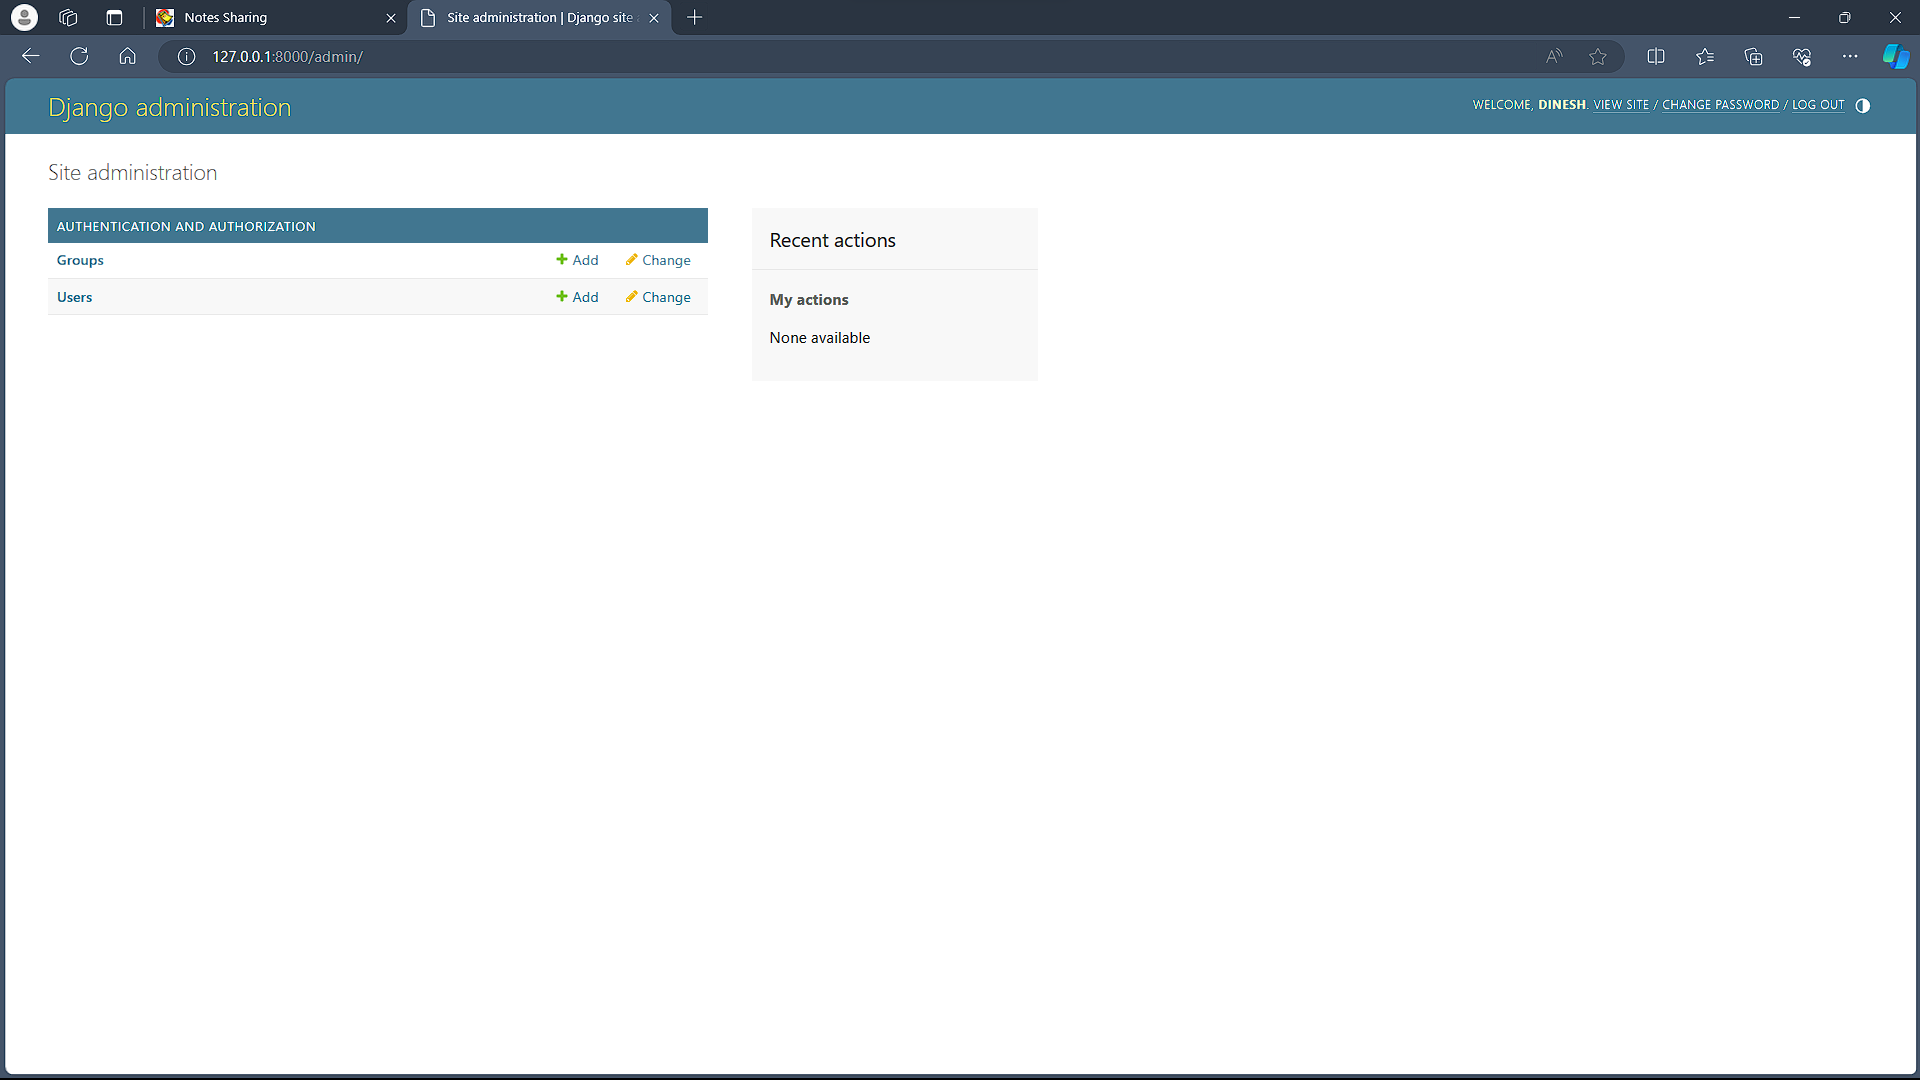 Notes Sharing
Site administration | Django site
127.0.0.1:8000/admin/
Django administration
WELCOME, DINESH. VIEW SITE / CHANGE PASSWORD / LOG OUT
Site administration
AUTHENTICATION AND AUTHORIZATION
Groups Add Change
Users Add Change
Recent actions
My actions
None available